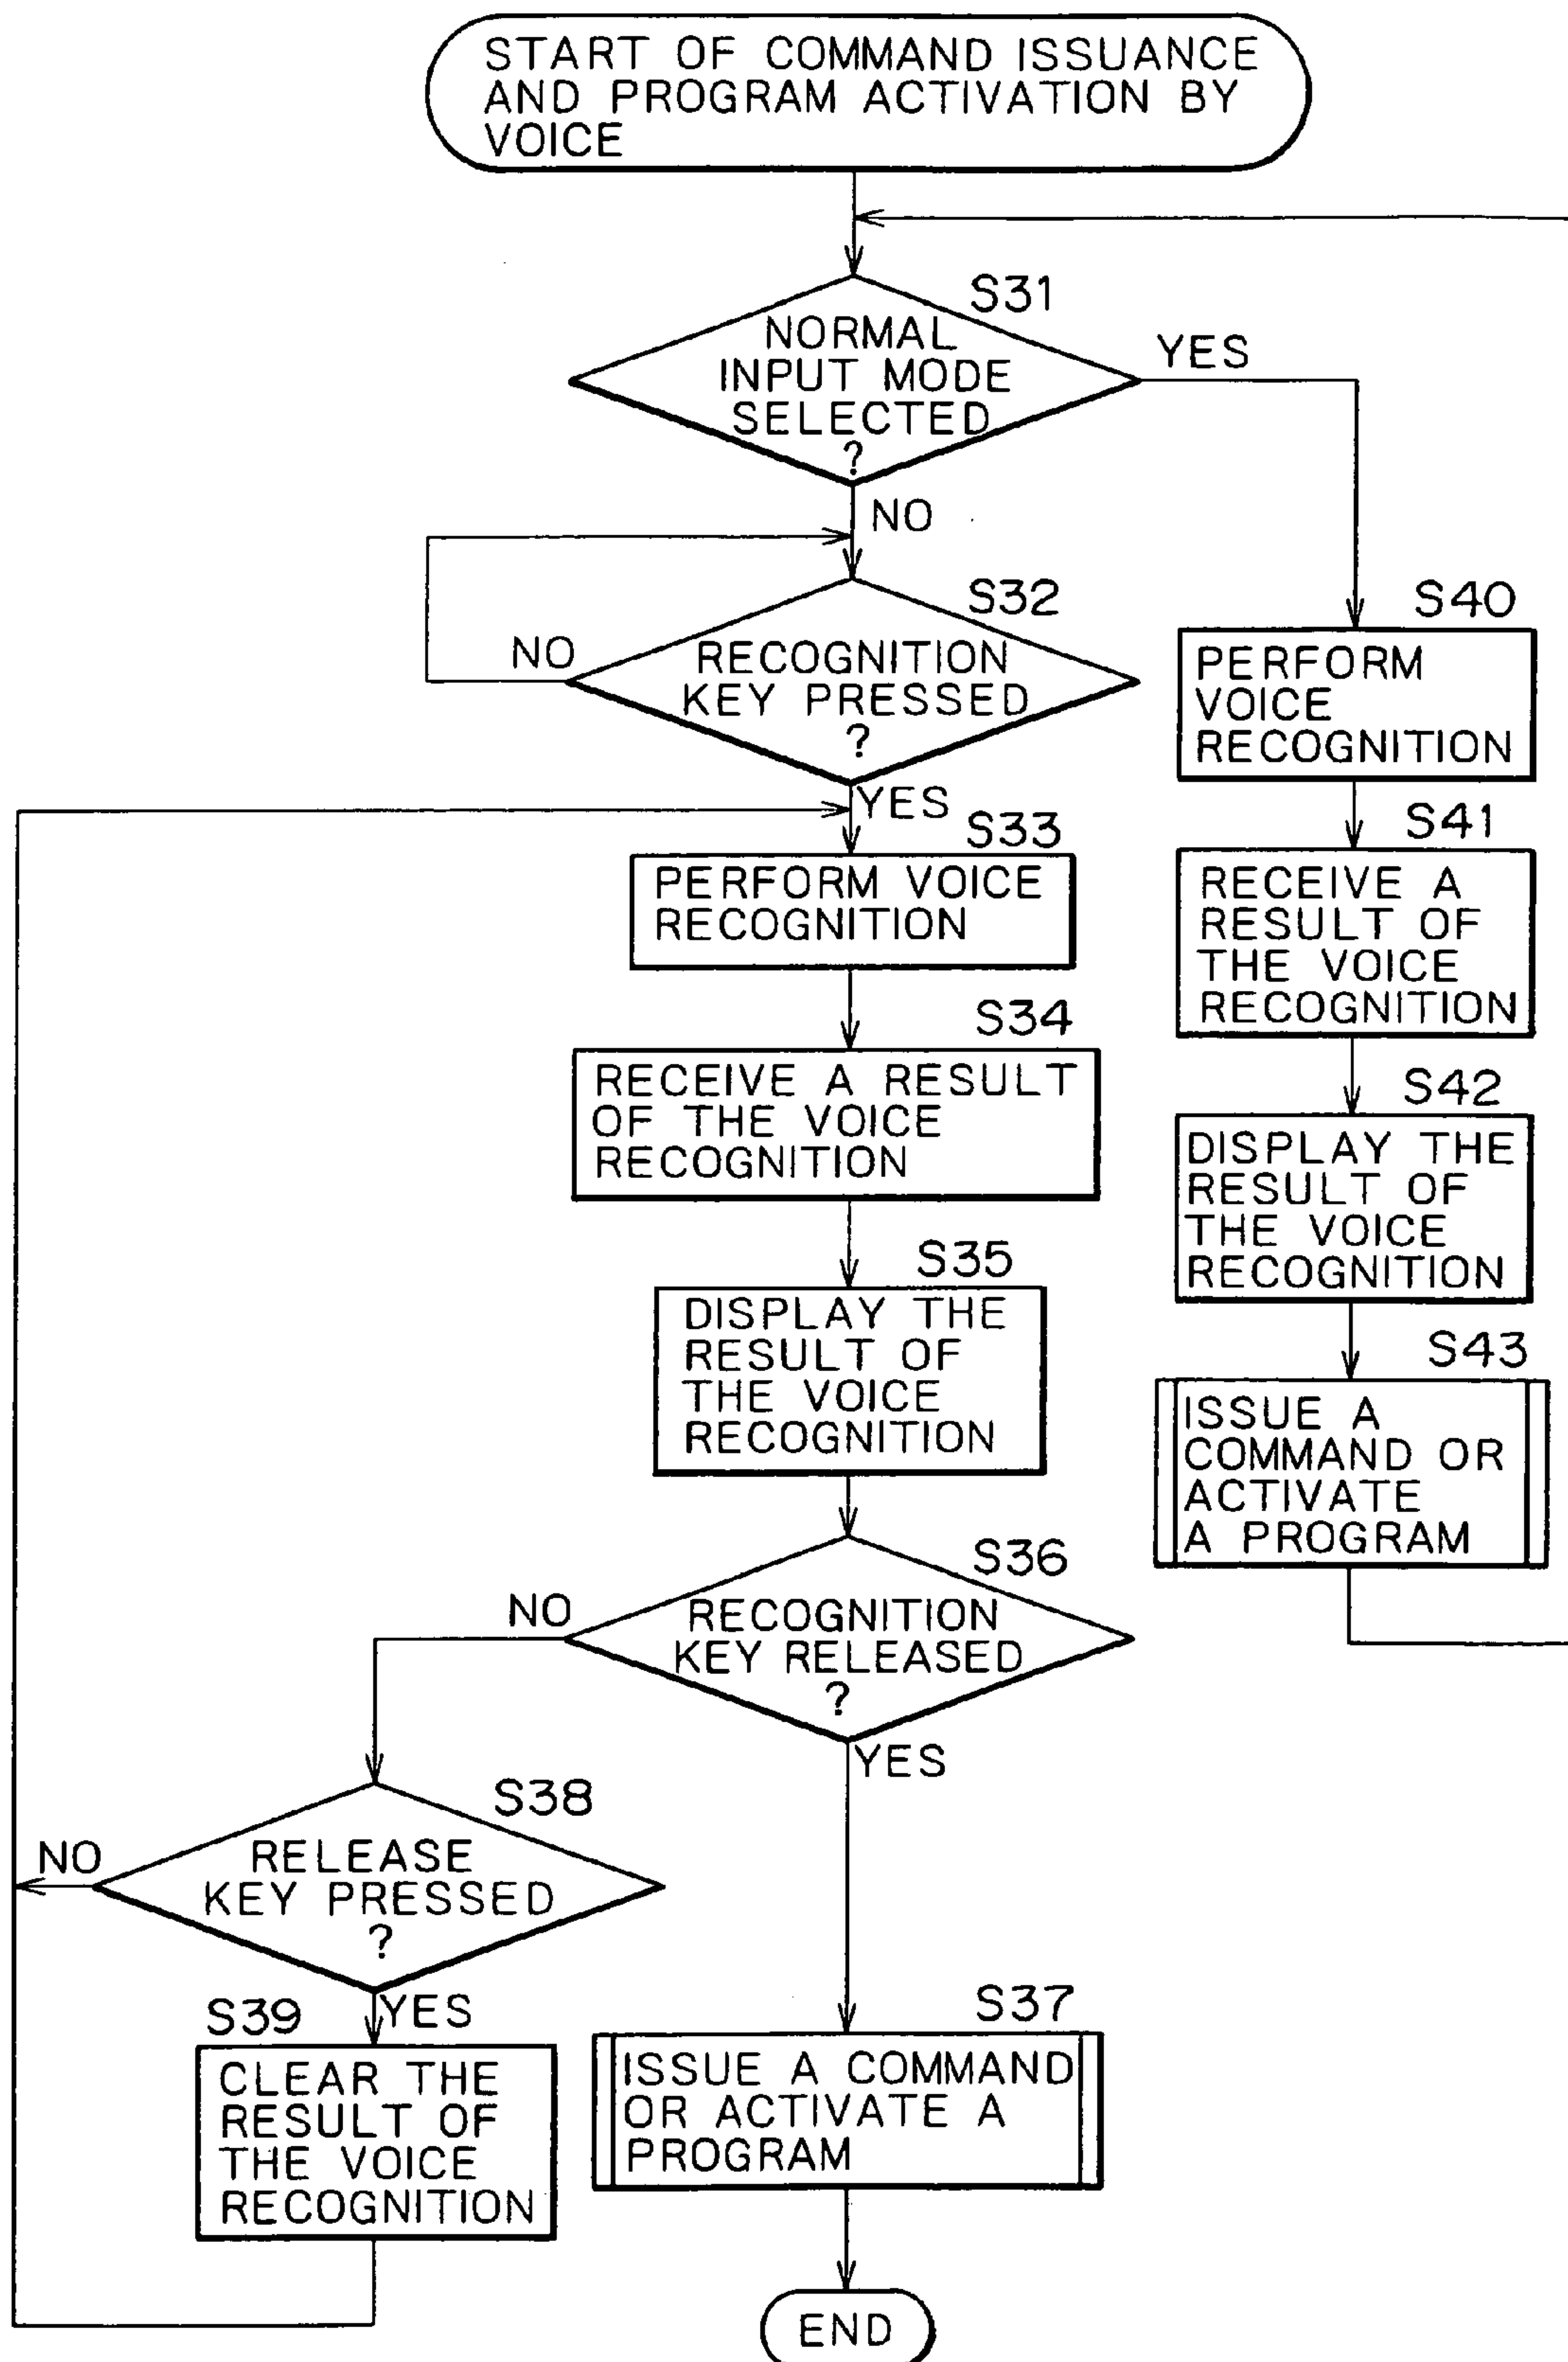 START OF COMMAND ISSUANCE
AND PROGRAM ACTIVATION BY
VOICE
S31
NORMAL
INPUT MODE
SELECTED
?
YES
NO
S32
RECOGNITION
KEY PRESSED
?
NO
YES
S33
PERFORM VOICE
RECOGNITION
S34
RECEIVE A RESULT
OF THE VOICE
RECOGNITION
S35
DISPLAY THE
RESULT OF
THE VOICE
RECOGNITION
S36
RECOGNITION
KEY RELEASED
?
NO
YES
S38
RELEASE
KEY PRESSED
?
NO
YES
S39
CLEAR THE
RESULT OF
THE VOICE
RECOGNITION
S37
ISSUE A COMMAND
OR ACTIVATE A
PROGRAM
END
S40
PERFORM
VOICE
RECOGNITION
S41
RECEIVE A
RESULT OF
THE VOICE
RECOGNITION
S42
DISPLAY THE
RESULT OF
THE VOICE
RECOGNITION
S43
ISSUE A
COMMAND OR
ACTIVATE
A PROGRAM